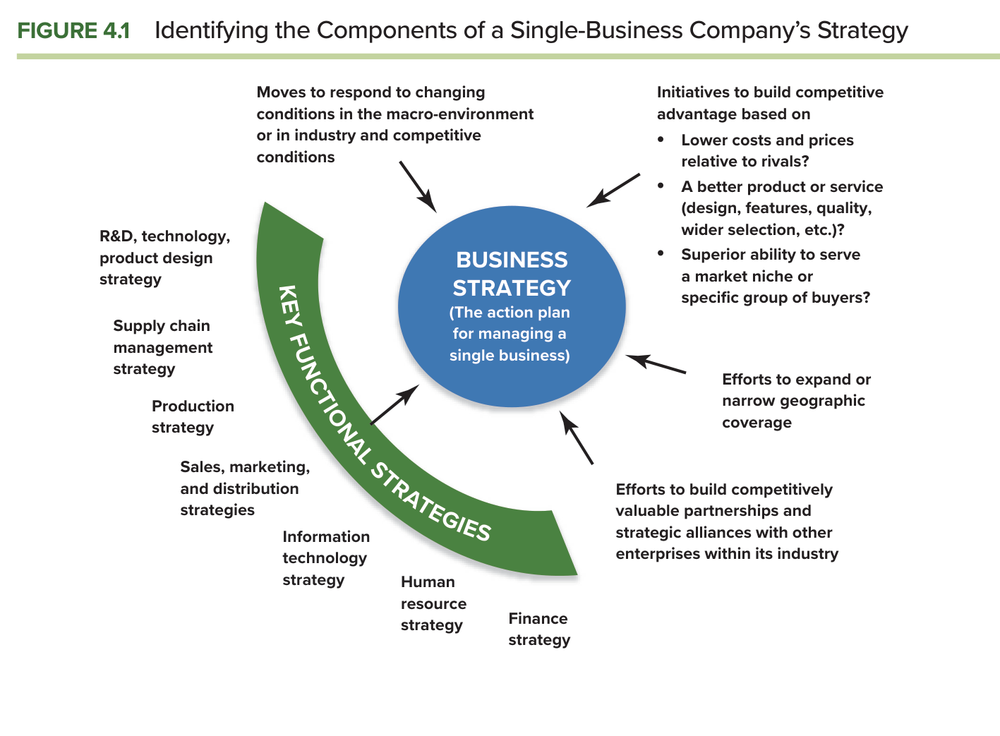 FIGURE 4.1 Identifying the Components of a Single-Business Company’s Strategy
Moves to respond to changing
conditions in the macro-environment
or in industry and competitive
conditions
Initiatives to build competitive
advantage based on
• Lower costs and prices
relative to rivals?
• A better product or service
(design, features, quality,
wider selection, etc.)?
• Superior ability to serve
a market niche or
specific group of buyers?
R&D, technology,
product design
strategy
BUSINESS
STRATEGY
(The action plan
for managing a
single business)
KEY FUNCTIONAL STRATEGIES
Supply chain
management
strategy
Production
strategy
Efforts to expand or
narrow geographic
coverage
Sales, marketing,
and distribution
strategies
Efforts to build competitively
valuable partnerships and
strategic alliances with other
enterprises within its industry
Information
technology
strategy
Human
resource
strategy
Finance
strategy